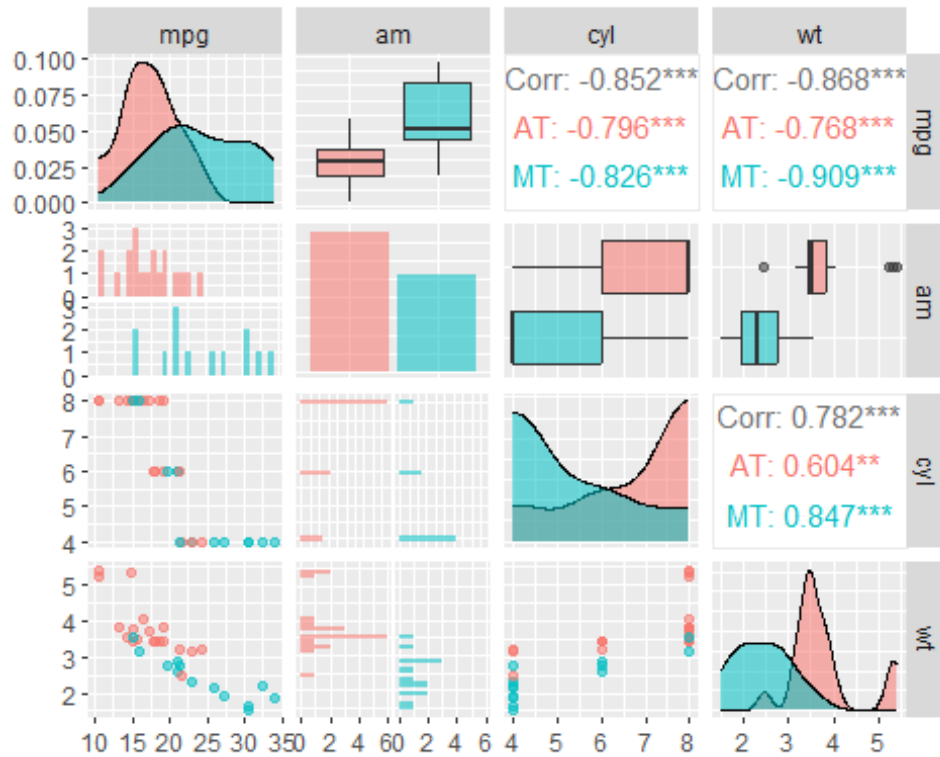 mpg am cyl wt
0.100
0.075
0.050
0.025
0.000
Corr: -0.852***
AT: -0.796***
MT: -0.826***
Corr: -0.868***
AT: -0.768***
MT: -0.909***
mpg
3
2
1
0
3
2
1
0
am
8
7
6
5
4
Corr: 0.782***
AT: 0.604**
MT: 0.847***
cyl
5
4
3
2
wt
10 15 20 25 30 35 0 2 4 6 0 2 4 6 4 5 6 7 8 2 3 4 5